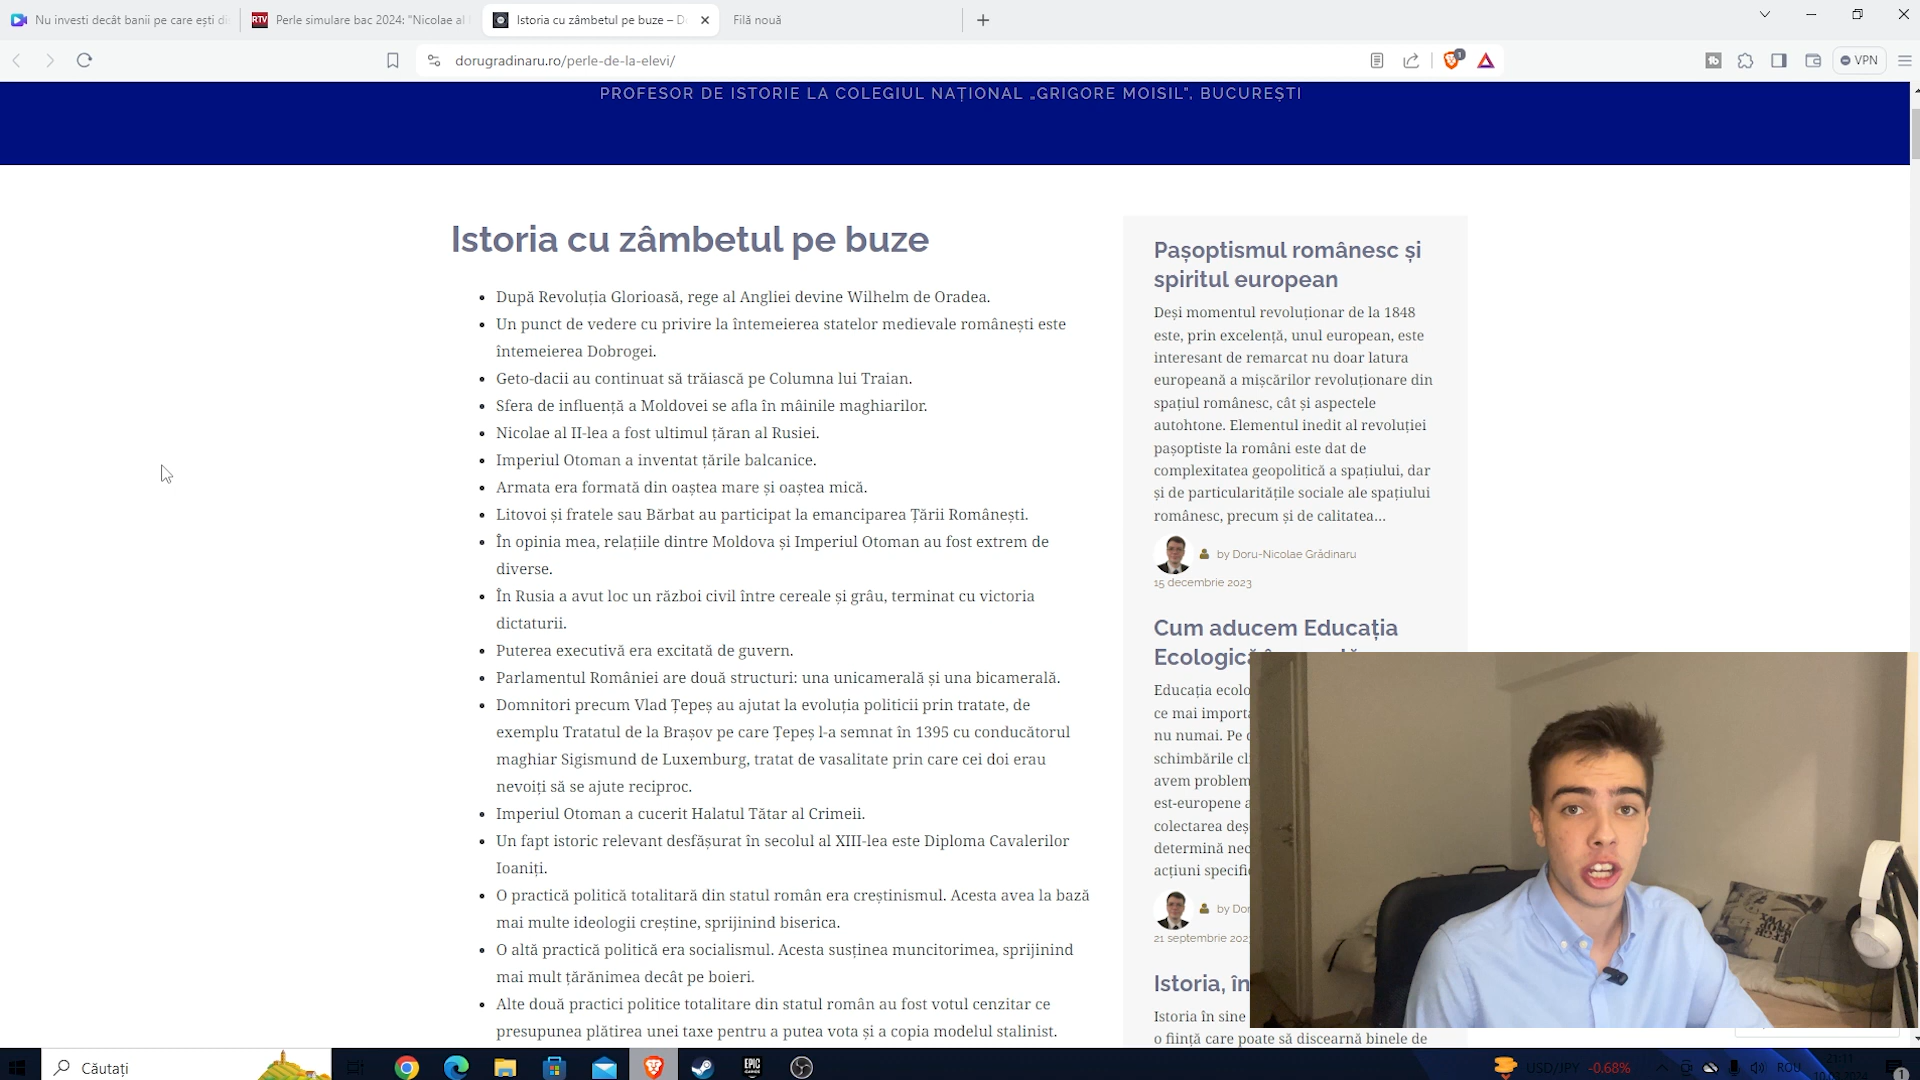 Nu investi decât banii pe care ești di
RTV Perle simulare bac 2024: "Nicolae al
Istoria cu zâmbetul pe buze – D
Filă nouă
dorugradinaru.ro/perle-de-la-elevi/
1
VPN
PROFESOR DE ISTORIE LA COLEGIUL NAȚIONAL „GRIGORE MOISIL", BUCUREȘTI
Istoria cu zâmbetul pe buze
După Revoluția Glorioasă, rege al Angliei devine Wilhelm de Oradea.
Un punct de vedere cu privire la întemeierea statelor medievale românești este
întemeierea Dobrogei.
Geto-dacii au continuat să trăiască pe Columna lui Traian.
Sfera de influență a Moldovei se afla în mâinile maghiarilor.
Nicolae al II-lea a fost ultimul țăran al Rusiei.
Imperiul Otoman a inventat țările balcanice.
Armata era formată din oaștea mare și oaștea mică.
Litovoi și fratele sau Bărbat au participat la emanciparea Țării Românești.
În opinia mea, relațiile dintre Moldova și Imperiul Otoman au fost extrem de
diverse.
În Rusia a avut loc un război civil între cereale și grâu, terminat cu victoria
dictaturii.
Puterea executivă era excitată de guvern.
Parlamentul României are două structuri: una unicamerală și una bicamerală.
Domnitori precum Vlad Țepeș au ajutat la evoluția politicii prin tratate, de
exemplu Tratatul de la Brașov pe care Țepeș l-a semnat în 1395 cu conducătorul
maghiar Sigismund de Luxemburg, tratat de vasalitate prin care cei doi erau
nevoiți să se ajute reciproc.
Imperiul Otoman a cucerit Halatul Tătar al Crimeii.
Un fapt istoric relevant desfășurat în secolul al XIII-lea este Diploma Cavalerilor
Ioaniți.
O practică politică totalitară din statul român era creștinismul. Acesta avea la bază
mai multe ideologii creștine, sprijinind biserica.
O altă practică politică era socialismul. Acesta susținea muncitorimea, sprijinind
mai mult țărănimea decât pe boieri.
Alte două practici politice totalitare din statul român au fost votul cenzitar ce
presupunea plătirea unei taxe pentru a putea vota și a copia modelul stalinist.
Pașoptismul românesc și
spiritul european
Deși momentul revoluționar de la 1848
este, prin excelență, unul european, este
interesant de remarcat nu doar latura
europeană a mișcărilor revoluționare din
spațiul românesc, cât și aspectele
autohtone. Elementul inedit al revoluției
pașoptiste la români este dat de
complexitatea geopolitică a spațiului, dar
și de particularitățile sociale ale spațiului
românesc, precum și de calitatea...
by Doru-Nicolae Grădinaru
15 decembrie 2023
Cum aducem Educația
Ecologică
Educația ecolo
ce mai importa
nu numai. Pe
schimbările cl
avem problem
est-europene a
colectarea deș
determină nec
acțiuni specifi
by Dor
21 septembrie 202
Istoria, în
Istoria în sine
o ființă care poate să discearnă binele de
Căutați
EPIC
USD/JPY -0.68%
ROU
21:11
1